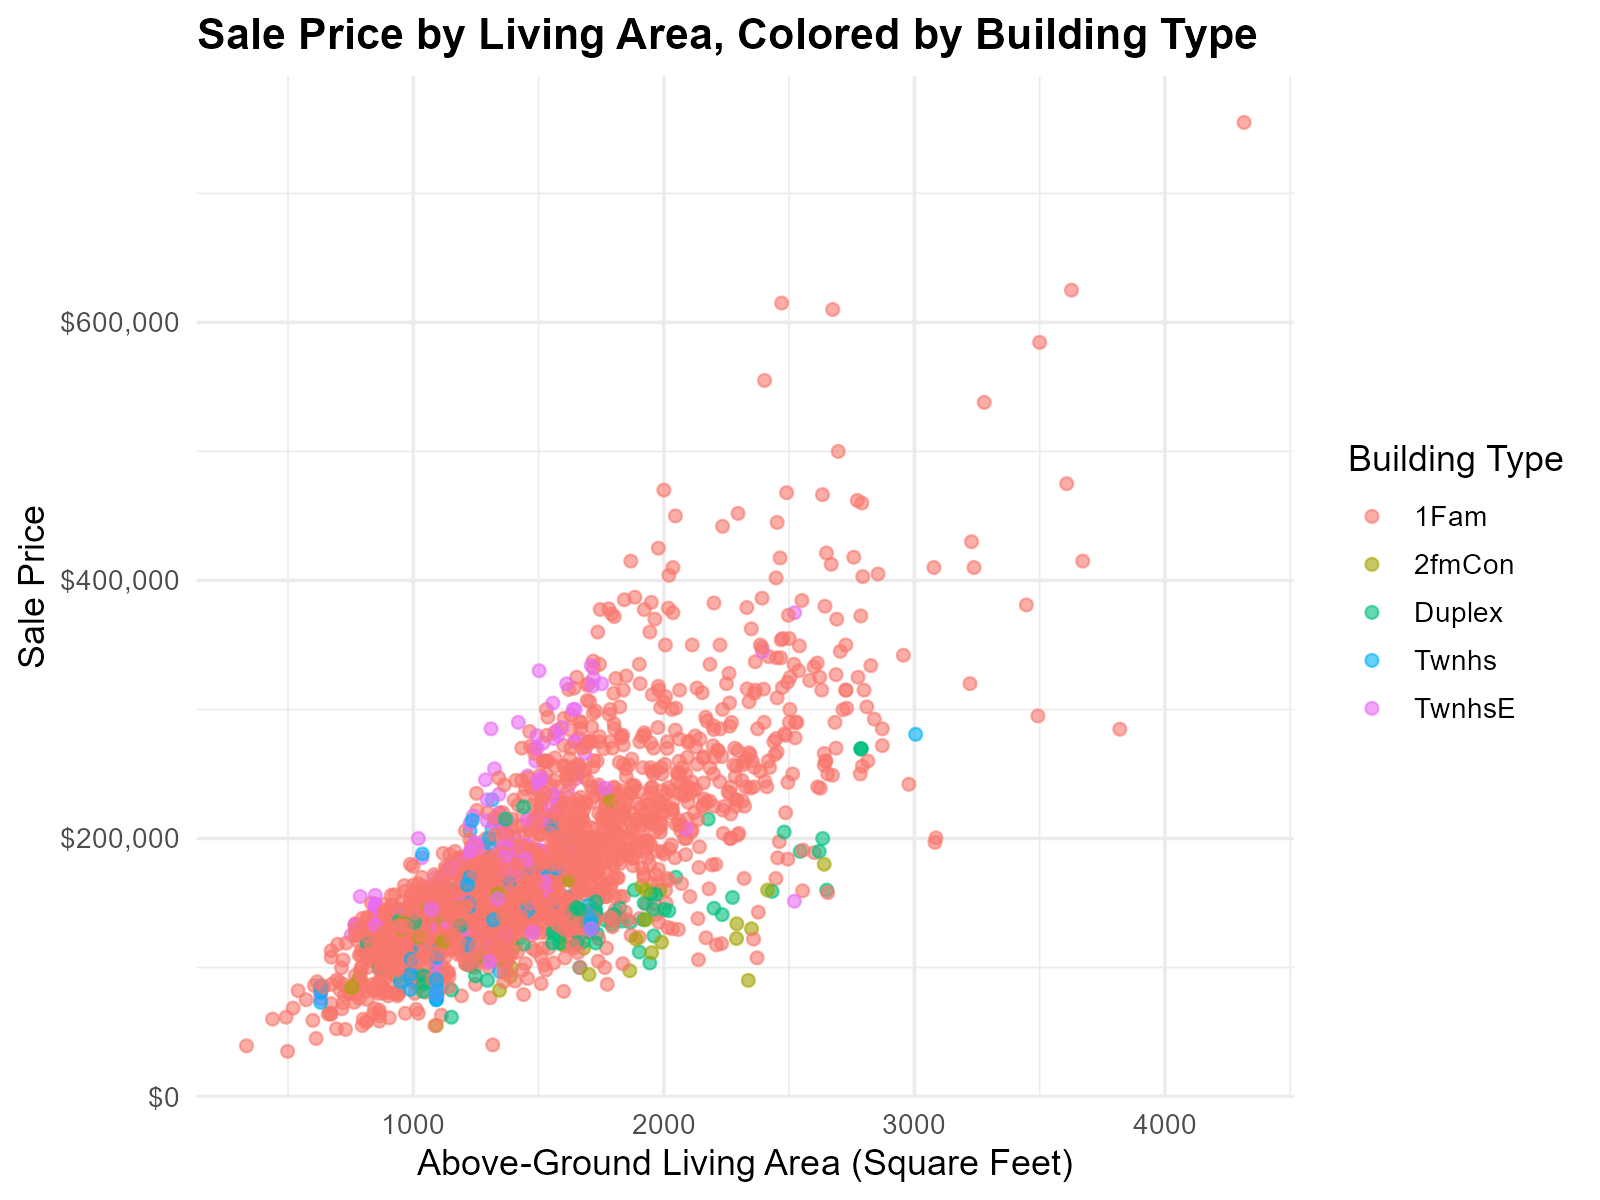 Sale Price by Living Area, Colored by Building Type
$600,000
$400,000
$200,000
$0
Sale Price
1000 2000 3000 4000
Above-Ground Living Area (Square Feet)
Building Type
1Fam
2fmCon
Duplex
Twnhs
TwnhsE